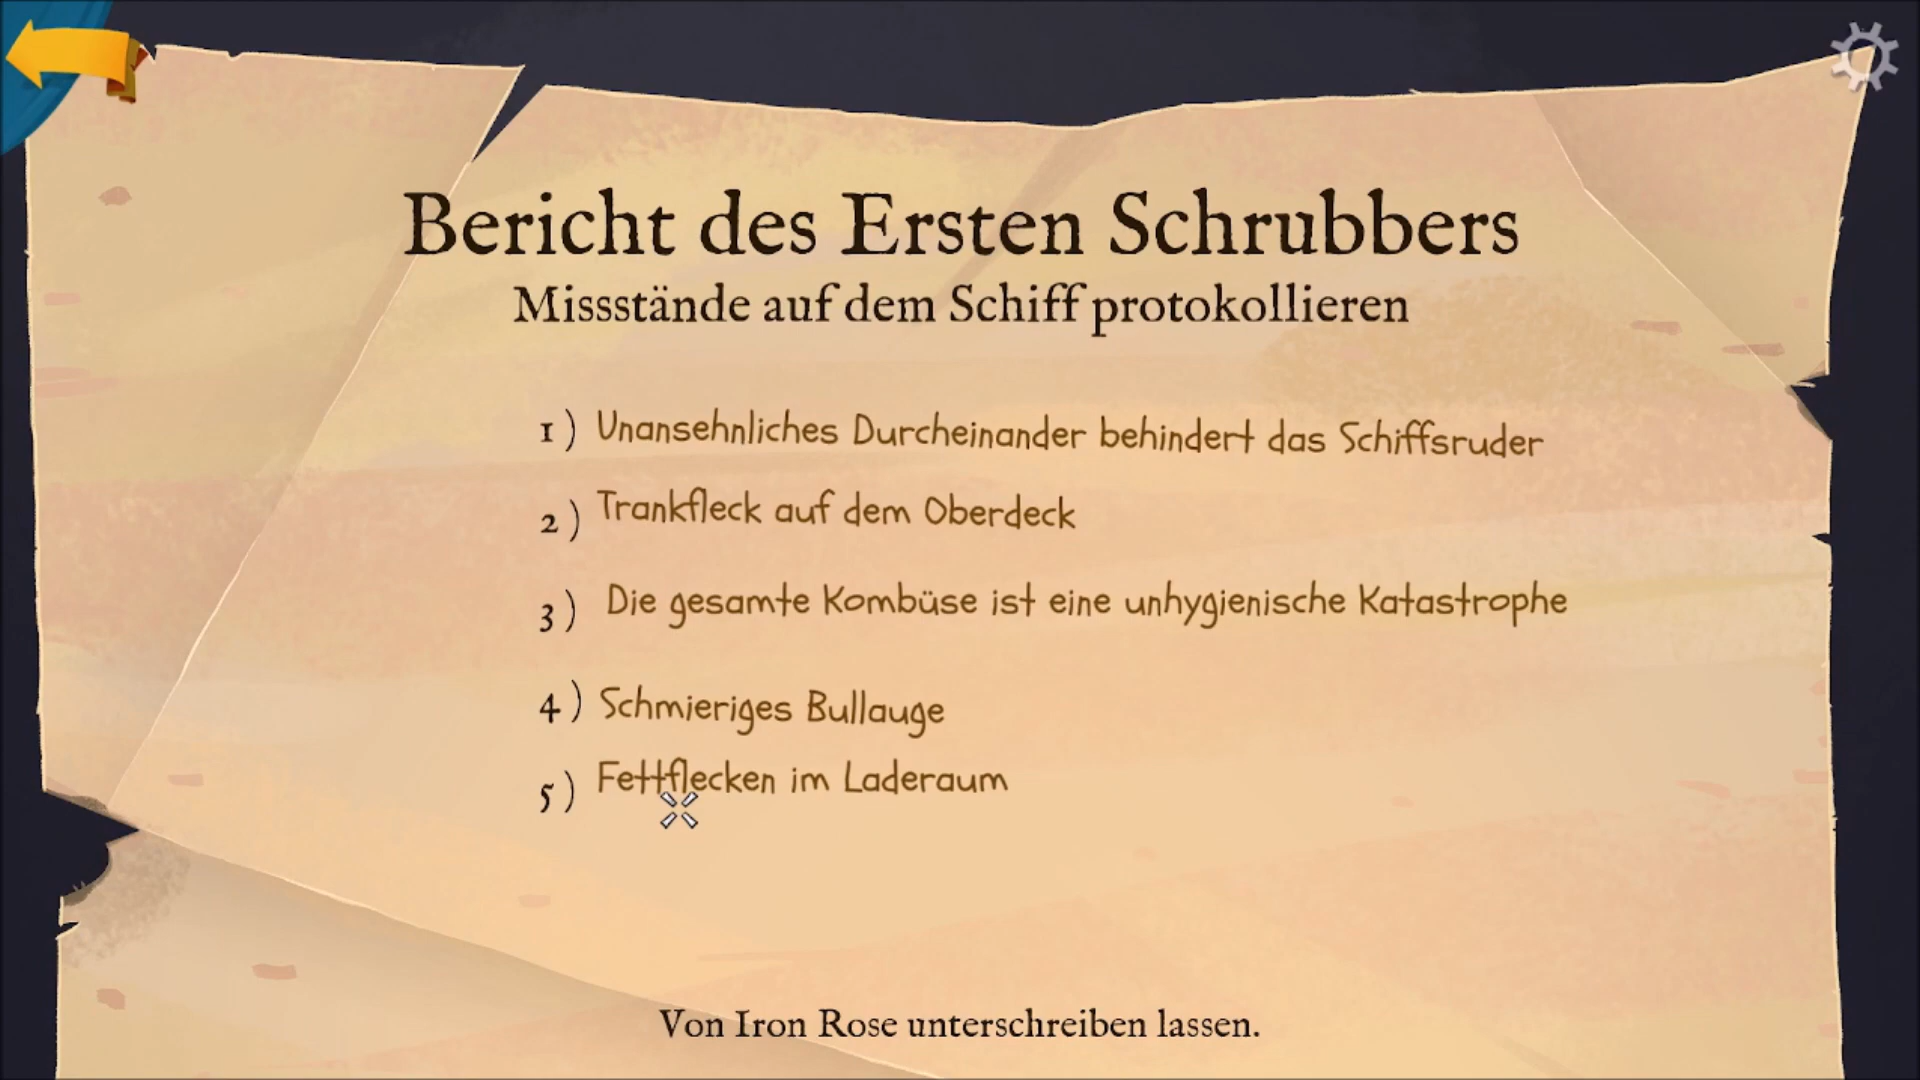 Bericht des Ersten Schrubbers
Missstände auf dem Schiff protokollieren
1) Unansehnliches Durcheinander behindert das Schiffsruder
2) Trankfleck auf dem Oberdeck
3) Die gesamte Kombüse ist eine unhygienische Katastrophe
4) Schmieriges Bullauge
5) Fettflecken im Laderaum
Von Iron Rose unterschreiben lassen.